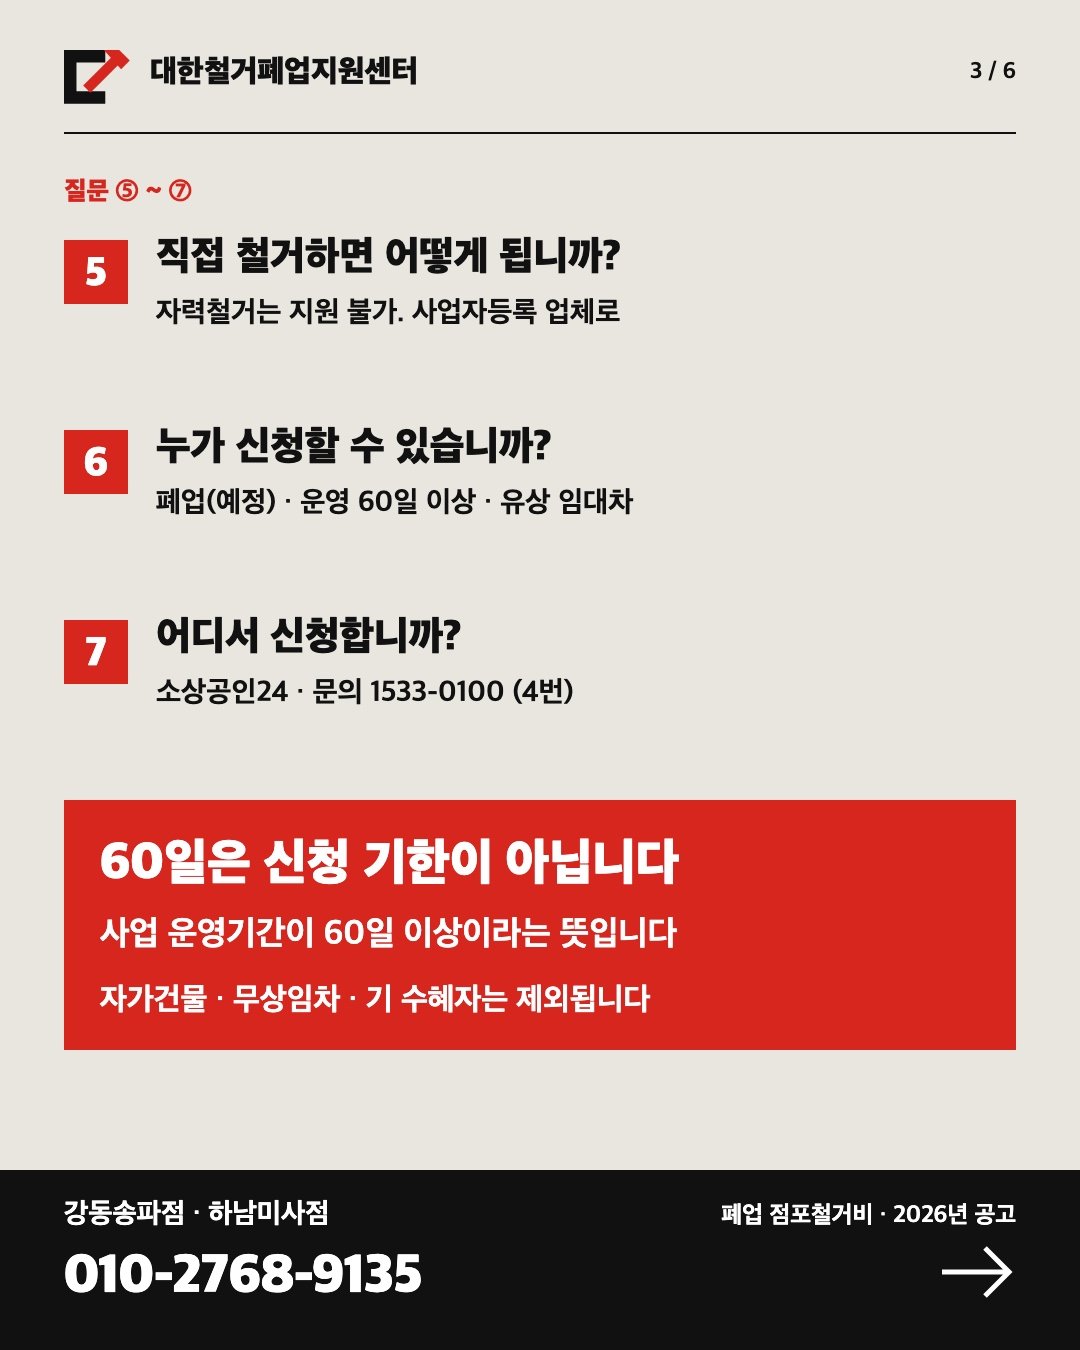 대한철거폐업지원센터
3 / 6
질문 ⑤ ~ ⑦
5
직접 철거하면 어떻게 됩니까?
자력철거는 지원 불가. 사업자등록 업체로
6
누가 신청할 수 있습니까?
폐업(예정) · 운영 60일 이상 · 유상 임대차
7
어디서 신청합니까?
소상공인24 · 문의 1533-0100 (4번)
60일은 신청 기한이 아닙니다
사업 운영기간이 60일 이상이라는 뜻입니다
자가건물 · 무상임차 · 기 수혜자는 제외됩니다
강동송파점 · 하남미사점
폐업 점포철거비 · 2026년 공고
010-2768-9135